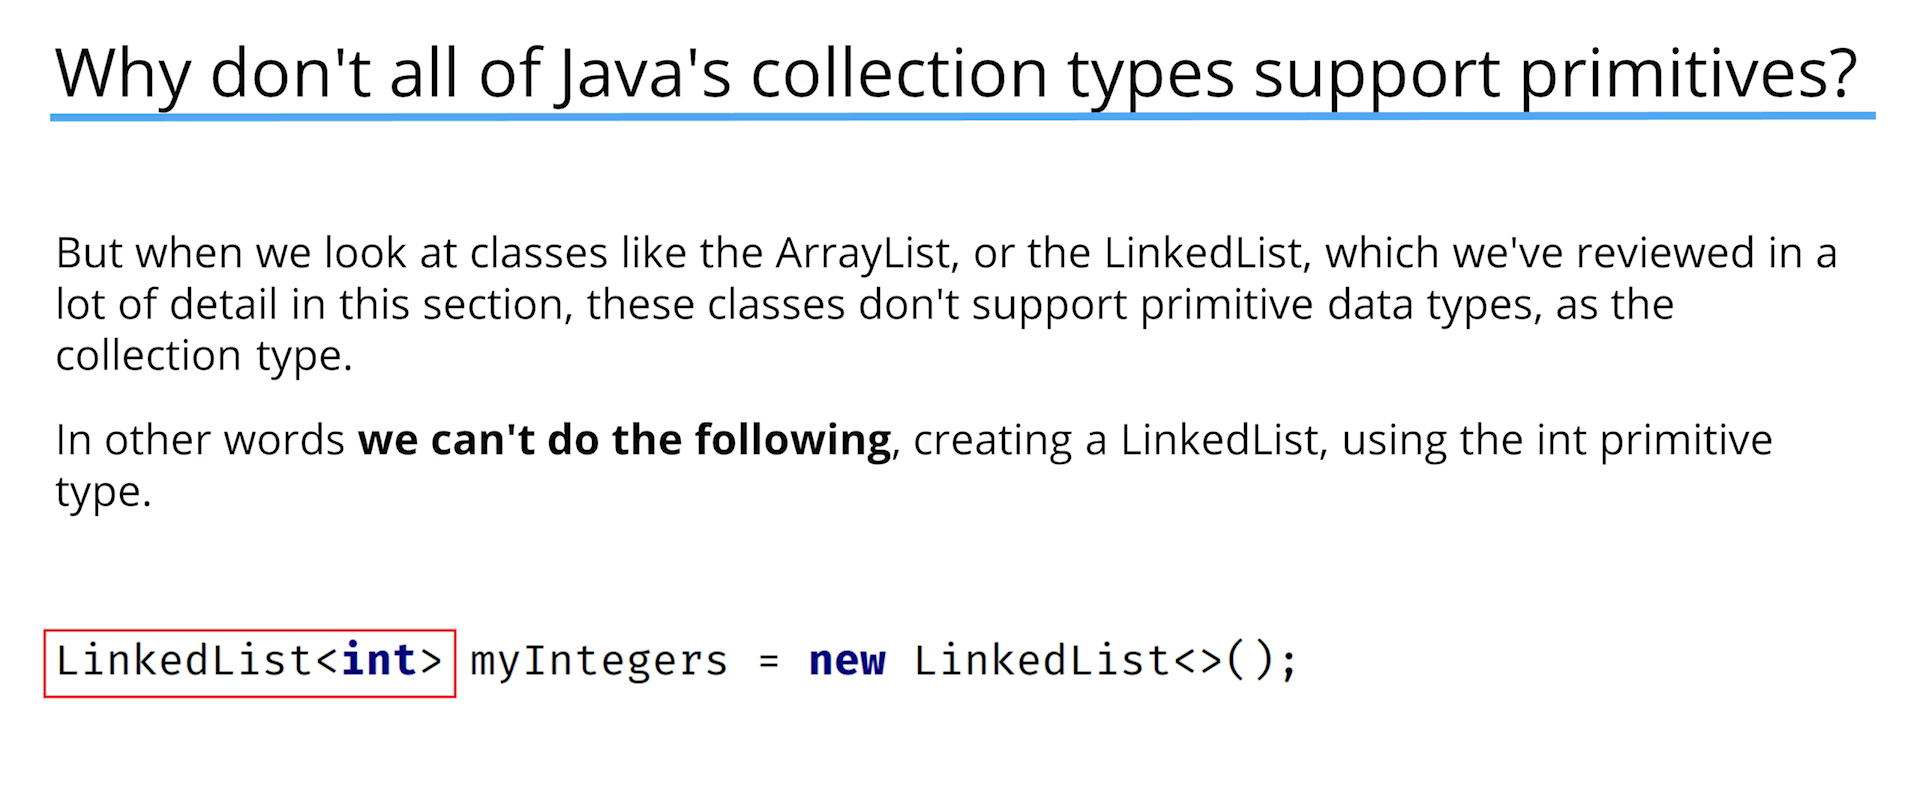 Why don't all of Java's collection types support primitives?
But when we look at classes like the ArrayList, or the LinkedList, which we've reviewed in a
lot of detail in this section, these classes don't support primitive data types, as the
collection type.
In other words we can't do the following, creating a LinkedList, using the int primitive
type.
LinkedList<int> myIntegers = new LinkedList<>();